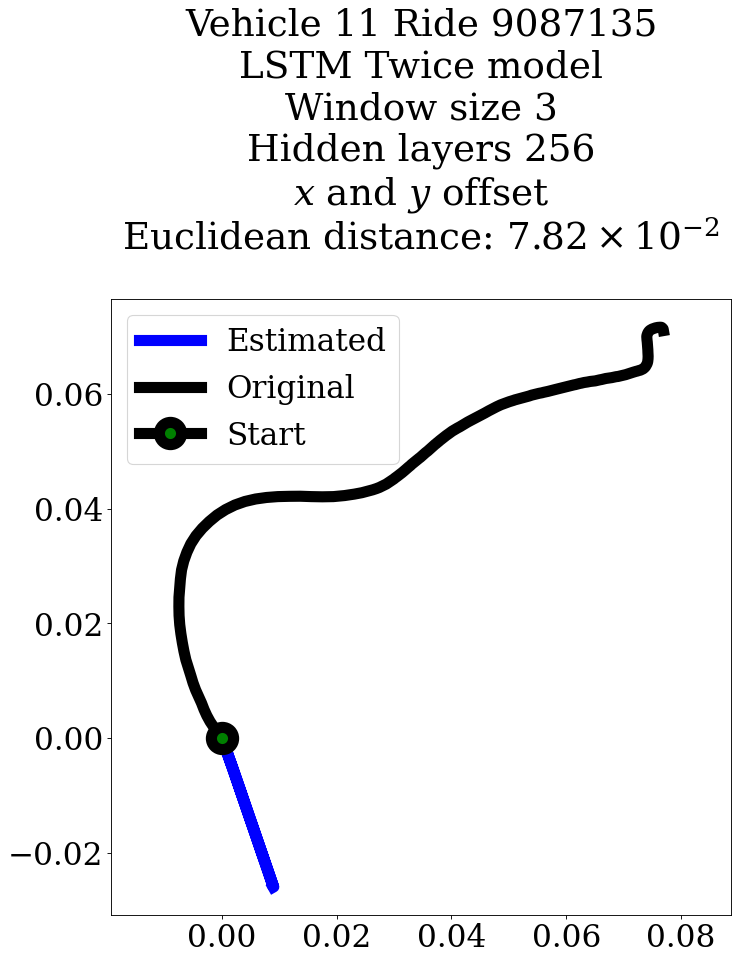 Vehicle 11 Ride 9087135
LSTM Twice model
Window size 3
Hidden layers 256
x and y offset
Euclidean distance: 7.82 × 10⁻²
Estimated
Original
Start
0.06
0.04
0.02
0.00
−0.02
0.00 0.02 0.04 0.06 0.08